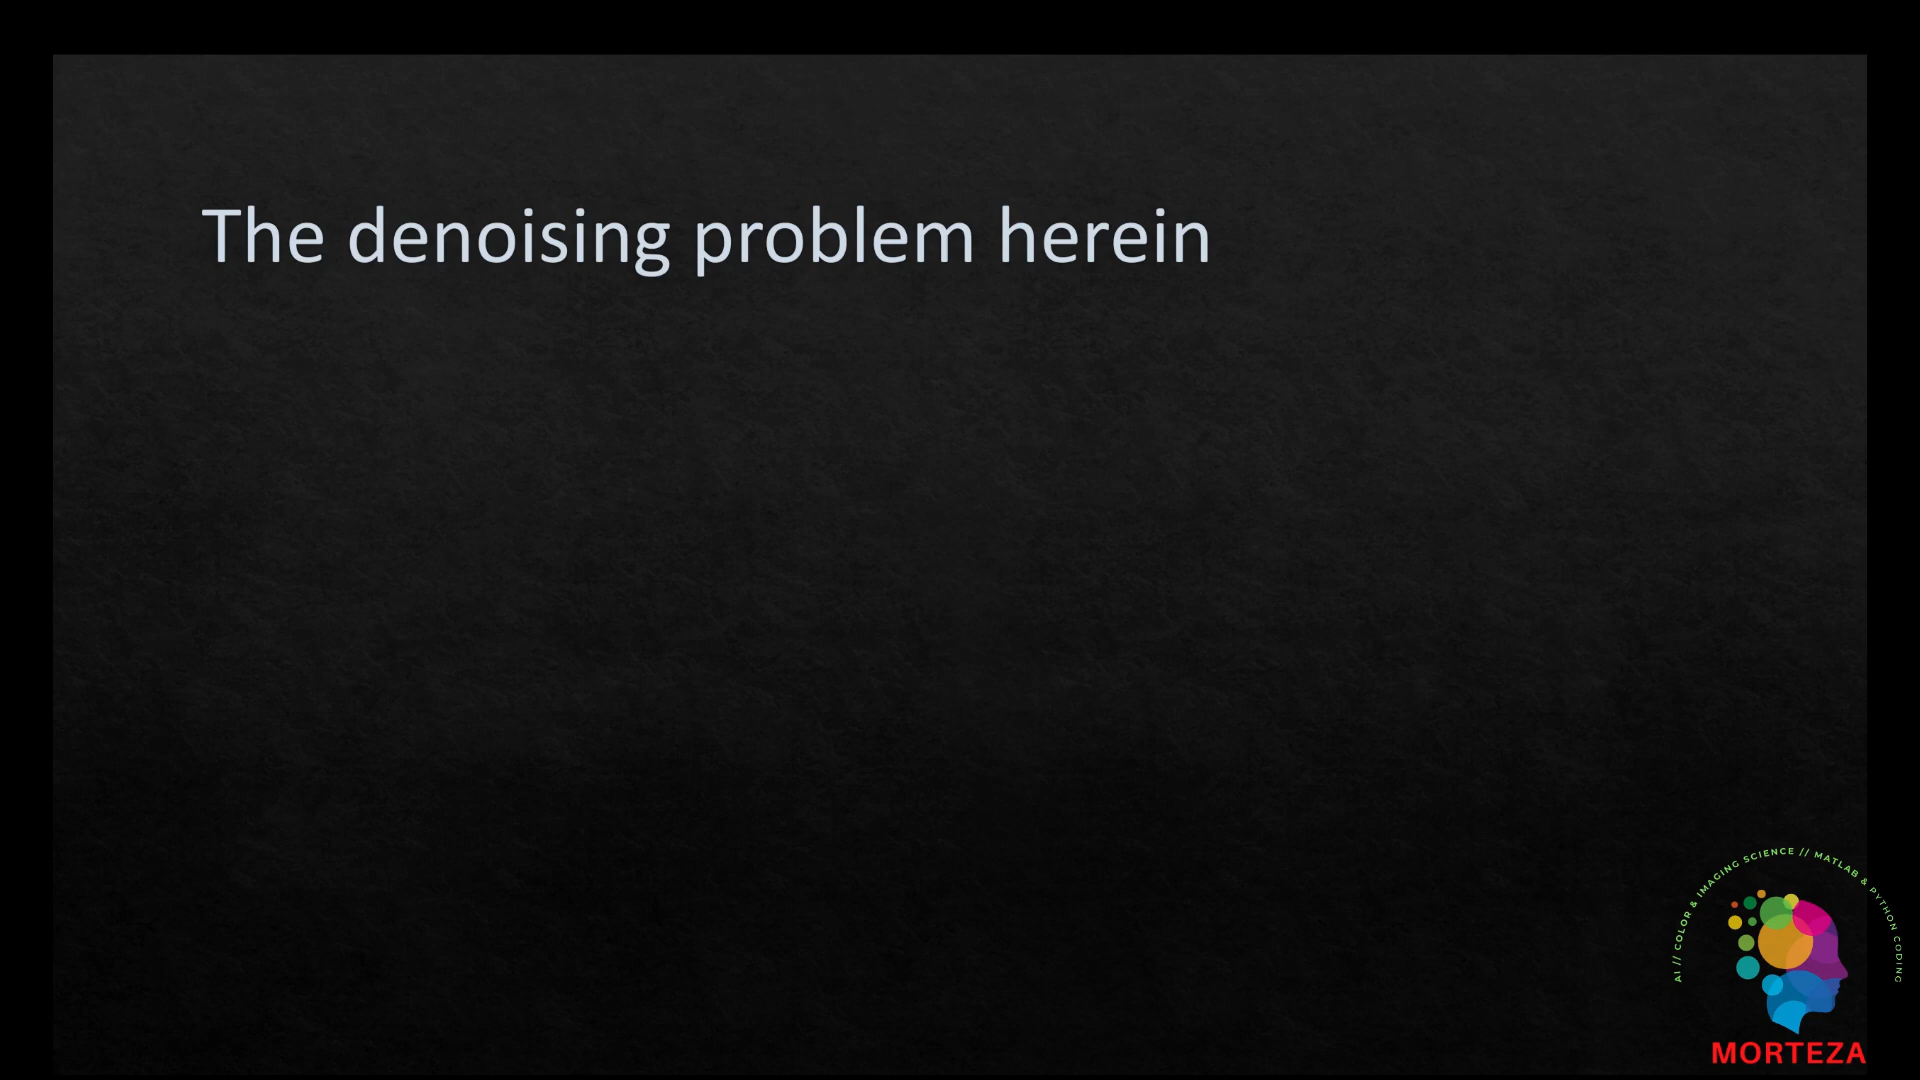 The denoising problem herein
AI // COLOR & IMAGING SCIENCE // MATLAB & PYTHON CODING
MORTEZA